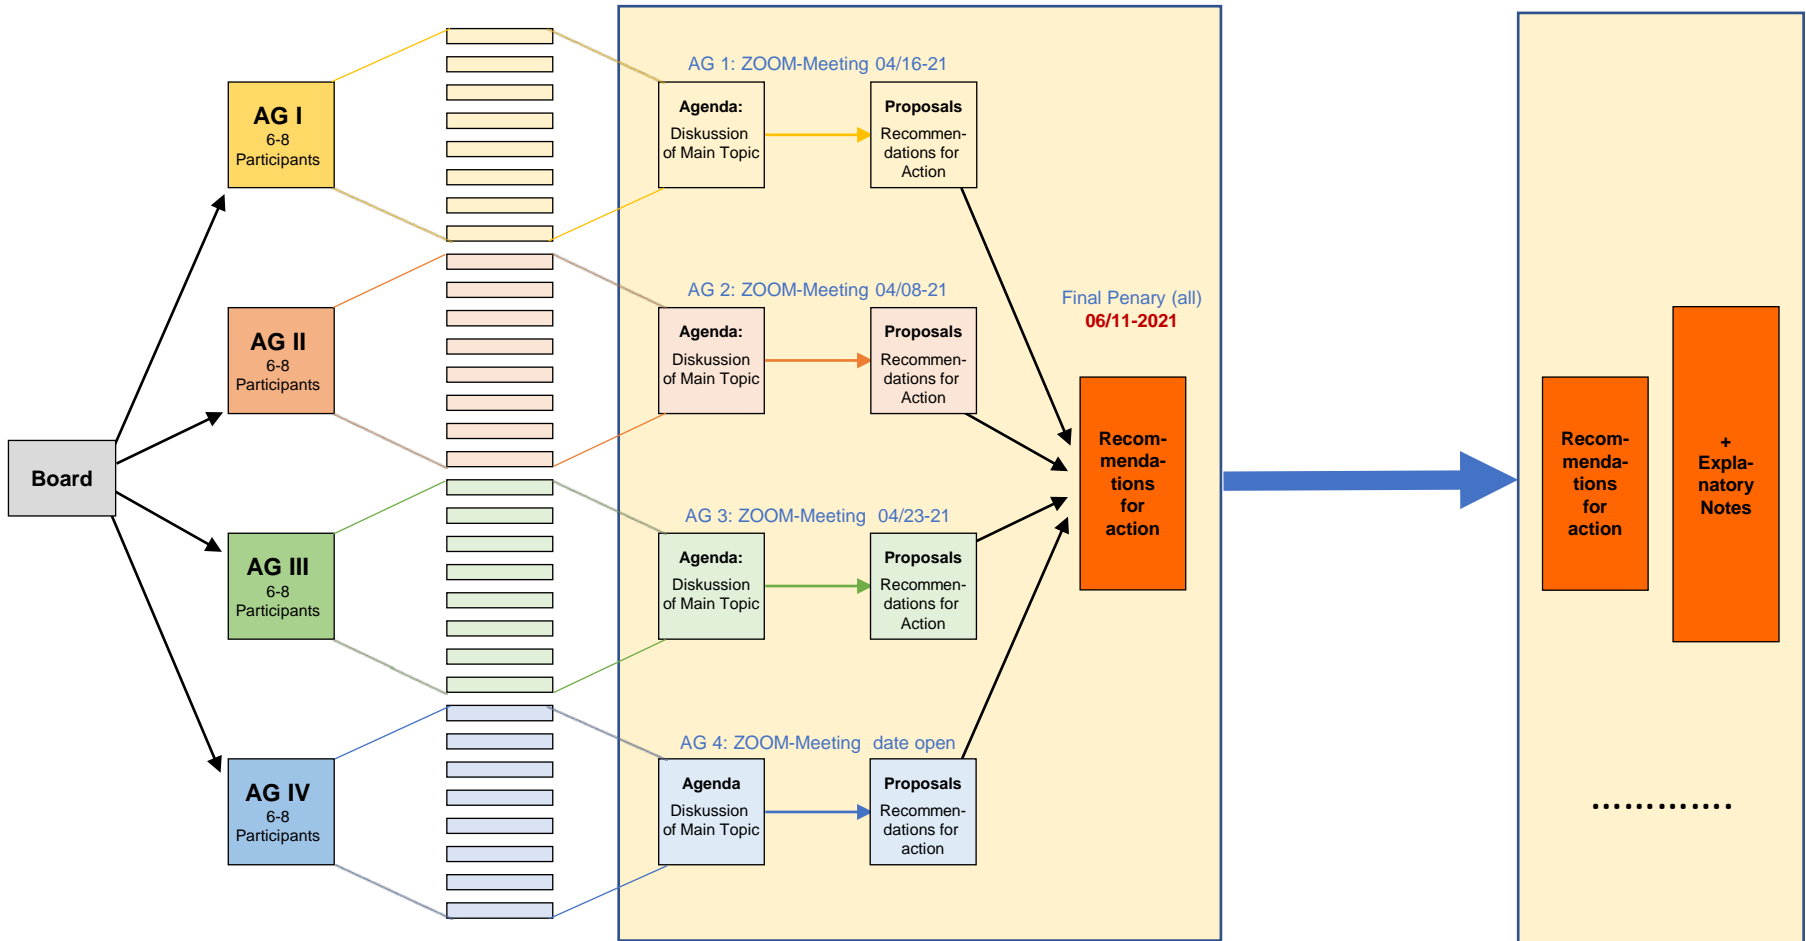 Board
AG I
6-8
Participants
AG II
6-8
Participants
AG III
6-8
Participants
AG IV
6-8
Participants
AG 1: ZOOM-Meeting 04/16-21
Agenda:
Diskussion
of Main Topic
Proposals
Recommen-
dations for
Action
AG 2: ZOOM-Meeting 04/08-21
Agenda:
Diskussion
of Main Topic
Proposals
Recommen-
dations for
Action
AG 3: ZOOM-Meeting 04/23-21
Agenda:
Diskussion
of Main Topic
Proposals
Recommen-
dations for
Action
AG 4: ZOOM-Meeting date open
Agenda
Diskussion
of Main Topic
Proposals
Recommen-
dations for
action
Final Penary (all)
06/11-2021
Recom-
menda-
tions
for
action
Recom-
menda-
tions
for
action
+
Expla-
natory
Notes
.............